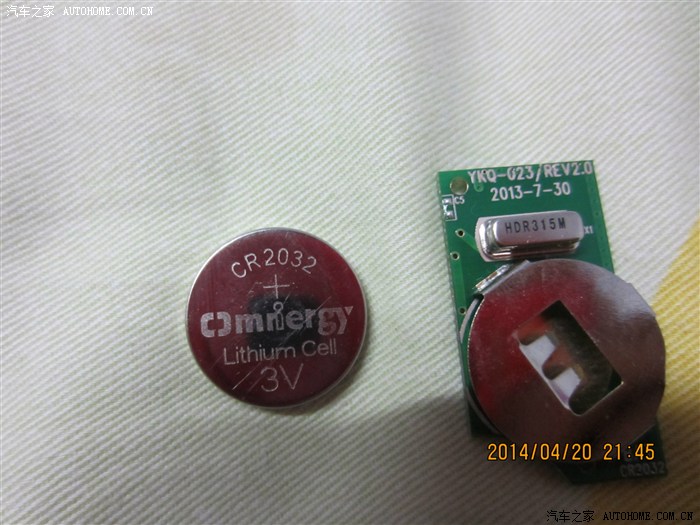 汽车之家 AUTOHOME.COM.CN
CR2032
+
Omnergy
Lithium Cell
3V
YKQ-023/REV2.0
2013-7-30
C5
HDR315M
X1
CR2032
2014/04/20 21:45
汽车之家 AUTOHOME.COM.CN